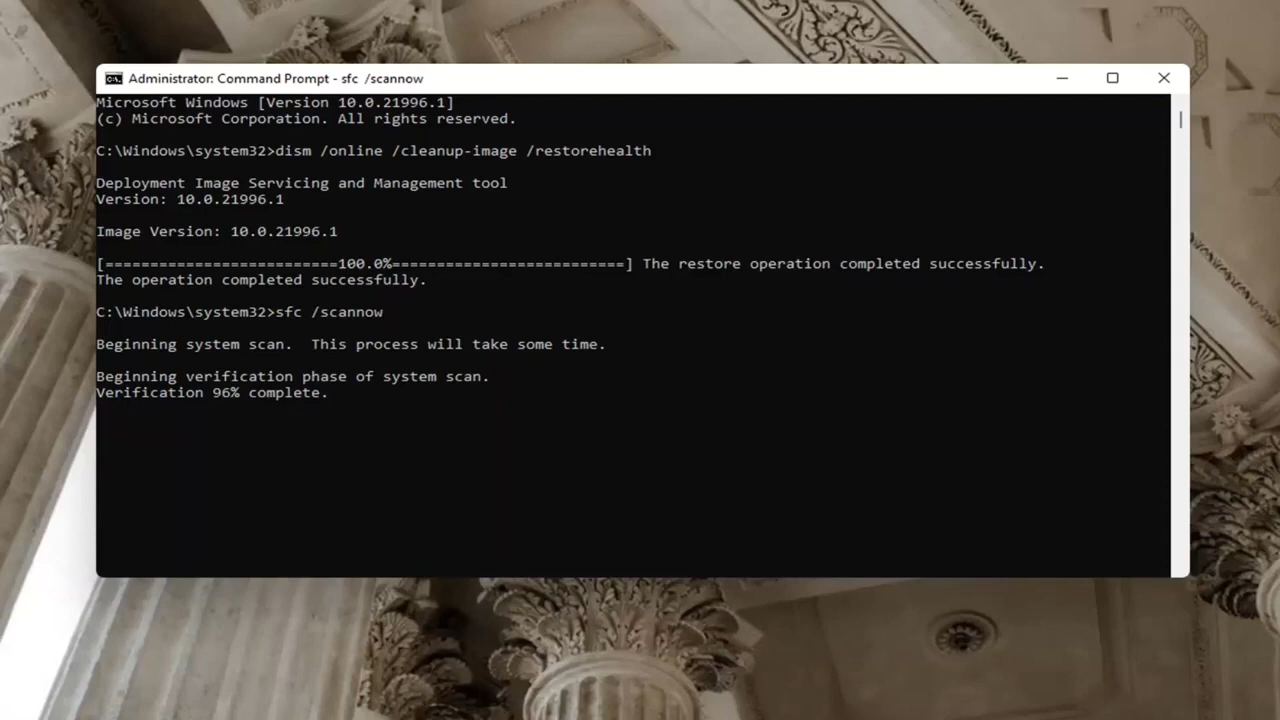 Administrator: Command Prompt - sfc  /scannow
Microsoft Windows [Version 10.0.21996.1]
(c) Microsoft Corporation. All rights reserved.
C:\Windows\system32>dism /online /cleanup-image /restorehealth
Deployment Image Servicing and Management tool
Version: 10.0.21996.1
Image Version: 10.0.21996.1
[==========================100.0%==========================] The restore operation completed successfully.
The operation completed successfully.
C:\Windows\system32>sfc /scannow
Beginning system scan.  This process will take some time.
Beginning verification phase of system scan.
Verification 96% complete.